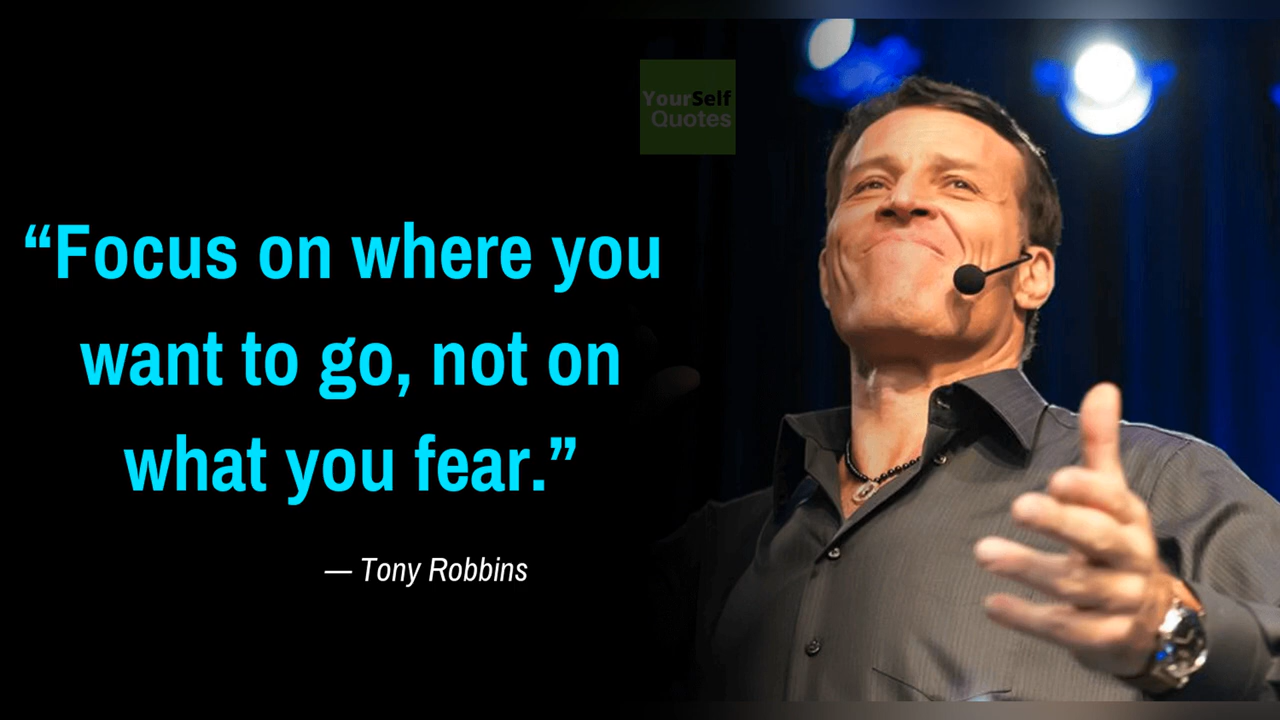 YourSelf
Quotes
“Focus on where you
want to go, not on
what you fear.”
— Tony Robbins